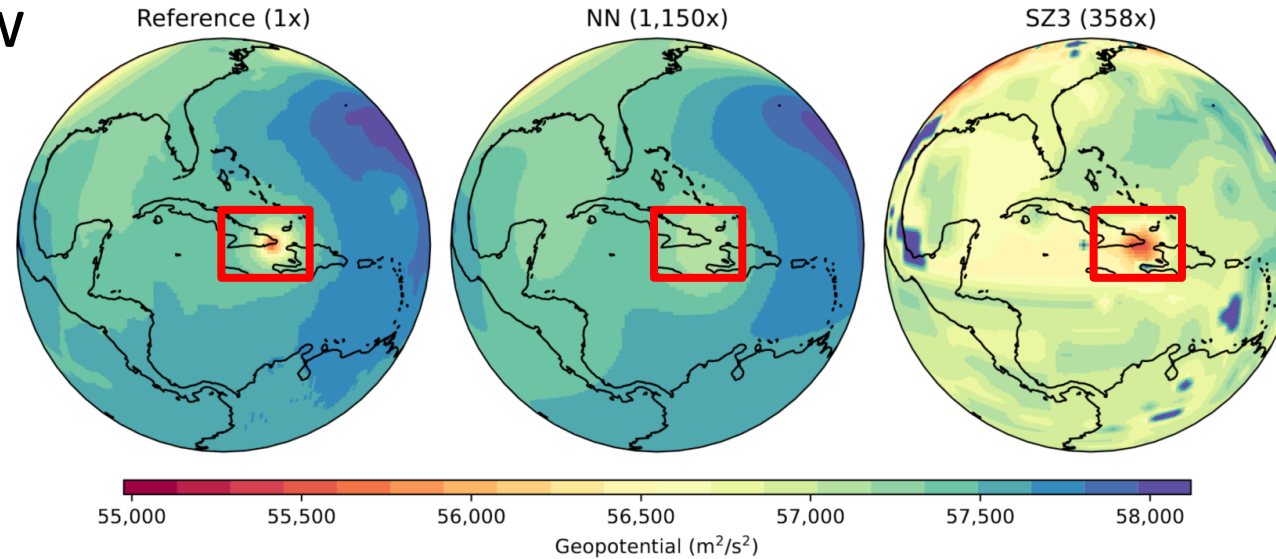 w
Reference (1x) NN (1,150x) SZ3 (358x)
55,000 55,500 56,000 56,500 57,000 57,500 58,000
Geopotential (m²/s²)